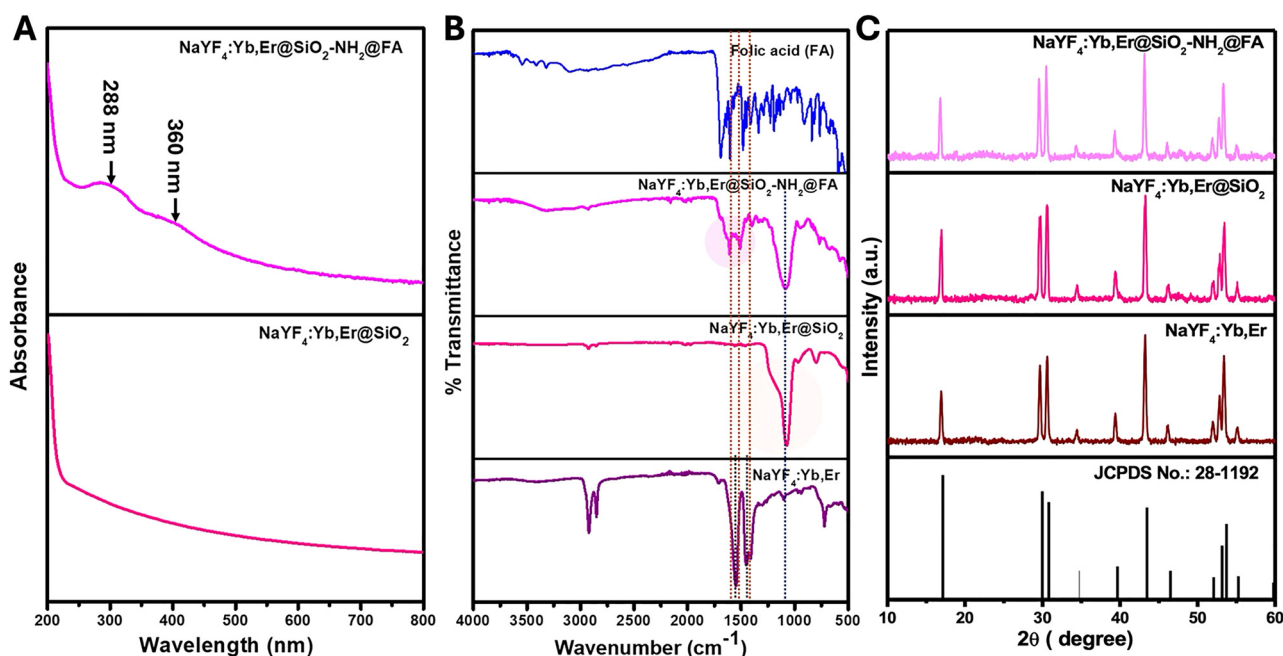 A
NaYF₄:Yb,Er@SiO₂-NH₂@FA
288 nm
360 nm
NaYF₄:Yb,Er@SiO₂
Absorbance
200 300 400 500 600 700 800
Wavelength (nm)
B
Folic acid (FA)
NaYF₄:Yb,Er@SiO₂-NH₂@FA
NaYF₄:Yb,Er@SiO₂
NaYF₄:Yb,Er
% Transmittance
4000 3500 3000 2500 2000 1500 1000 500
Wavenumber (cm⁻¹)
C
NaYF₄:Yb,Er@SiO₂-NH₂@FA
NaYF₄:Yb,Er@SiO₂
NaYF₄:Yb,Er
JCPDS No.: 28-1192
Intensity (a.u.)
10 20 30 40 50 60
2θ ( degree)